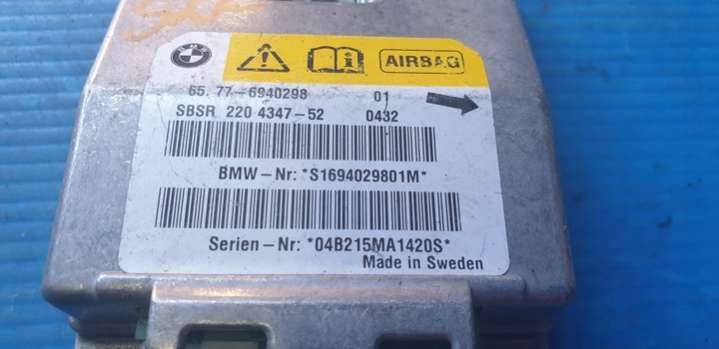 BMW
AIRBAG
65. 77-6940298 01
SBSR 220 4347-52 0432
BMW-Nr: *S1694029801M*
Serien-Nr: *04B215MA1420S*
Made in Sweden